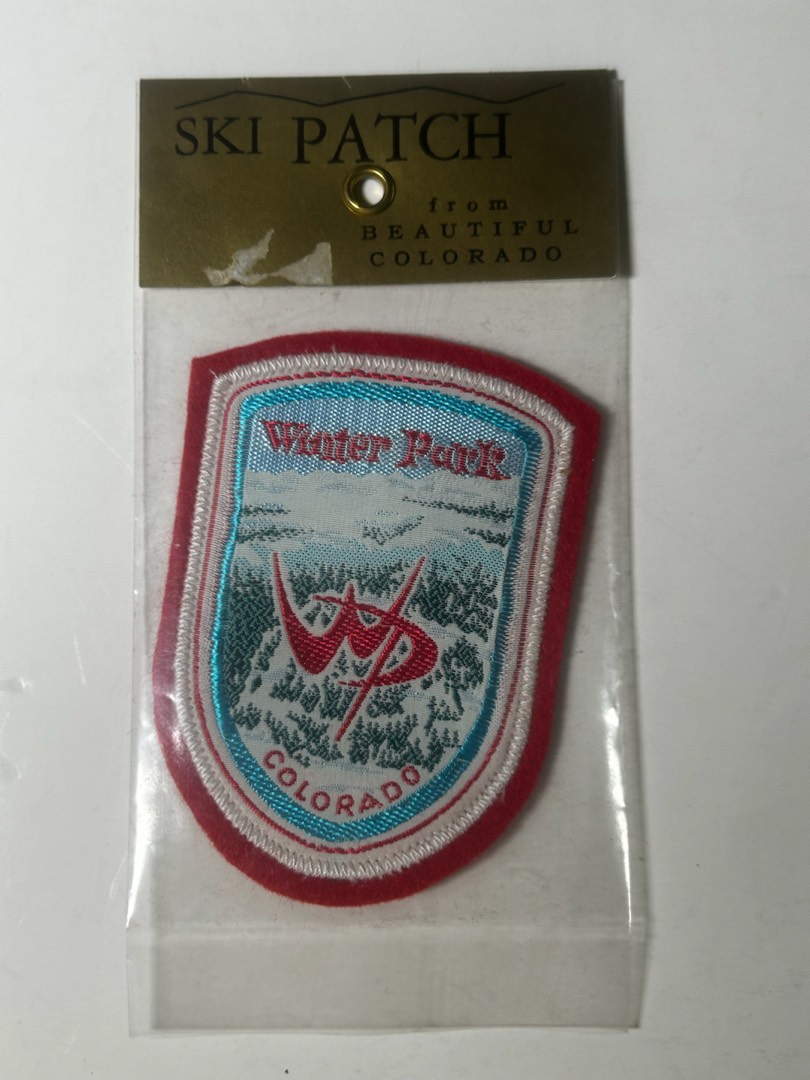 SKI PATCH
from
BEAUTIFUL
COLORADO
Winter Park
WP
COLORADO